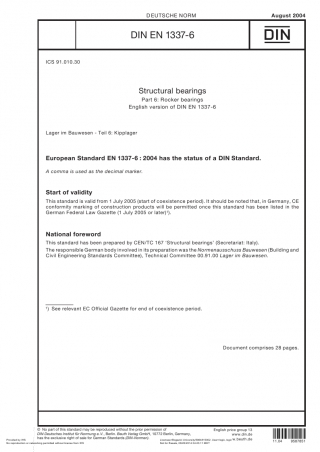 DEUTSCHE NORM
August 2004
DIN EN 1337-6
DIN
ICS 91.010.30
Structural bearings
Part 6: Rocker bearings
English version of DIN EN 1337-6
Lager im Bauwesen - Teil 6: Kipplager
European Standard EN 1337-6 : 2004 has the status of a DIN Standard.
A comma is used as the decimal marker.
Start of validity
This standard is valid from 1 July 2005 (start of coexistence period). It should be noted that, in Germany, CE
conformity marking of construction products will be permitted once this standard has been listed in the
German Federal Law Gazette (1 July 2005 or later)¹).
National foreword
This standard has been prepared by CEN/TC 167 ‘Structural bearings’ (Secretariat: Italy).
The responsible German body involved in its preparation was the Normenausschuss Bauwesen (Building and
Civil Engineering Standards Committee), Technical Committee 00.91.00 Lager im Bauwesen.
¹) See relevant EC Official Gazette for end of coexistence period.
Document comprises 28 pages.
© No part of this standard may be reproduced without the prior permission of
DIN Deutsches Institut für Normung e.V., Berlin. Beuth Verlag GmbH, 10772 Berlin, Germany,
has the exclusive right of sale for German Standards (DIN-Normen).
English price group 13
www.din.de
www.beuth.de
11.04